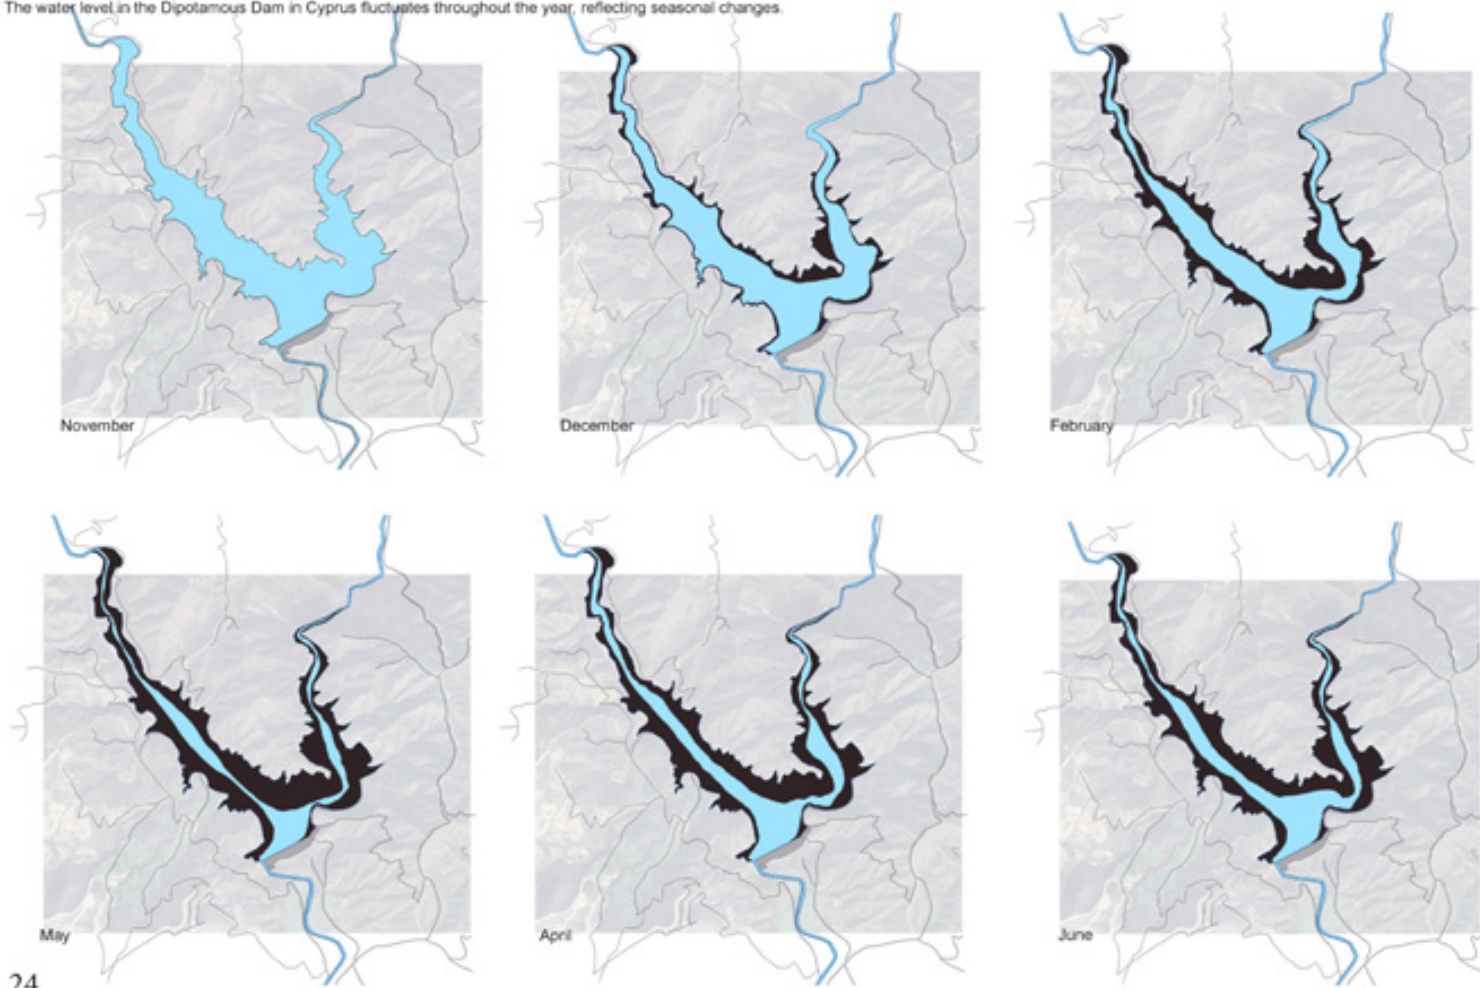 The water level in the Dipotamous Dam in Cyprus fluctuates throughout the year, reflecting seasonal changes.
November
December
February
May
April
June
24